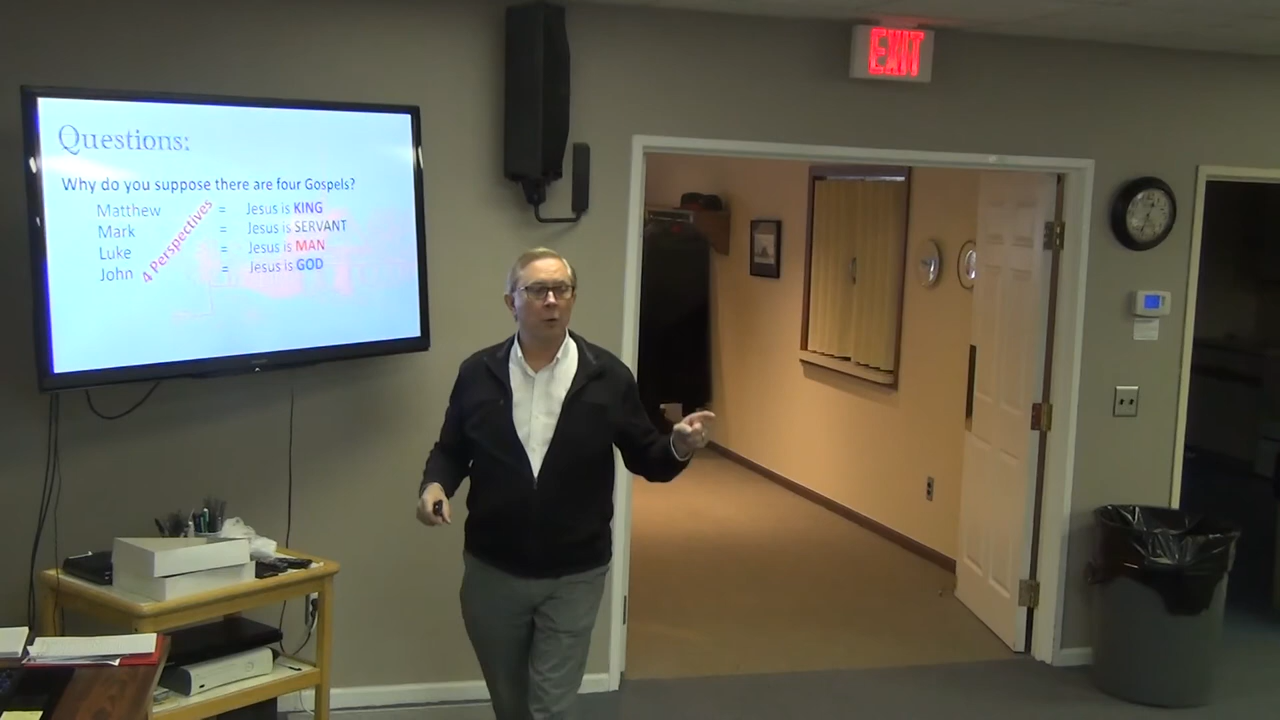 Questions:
Why do you suppose there are four Gospels?
Matthew = Jesus is KING
Mark = Jesus is SERVANT
Luke = Jesus is MAN
John = Jesus is GOD
4 Perspectives
EXIT